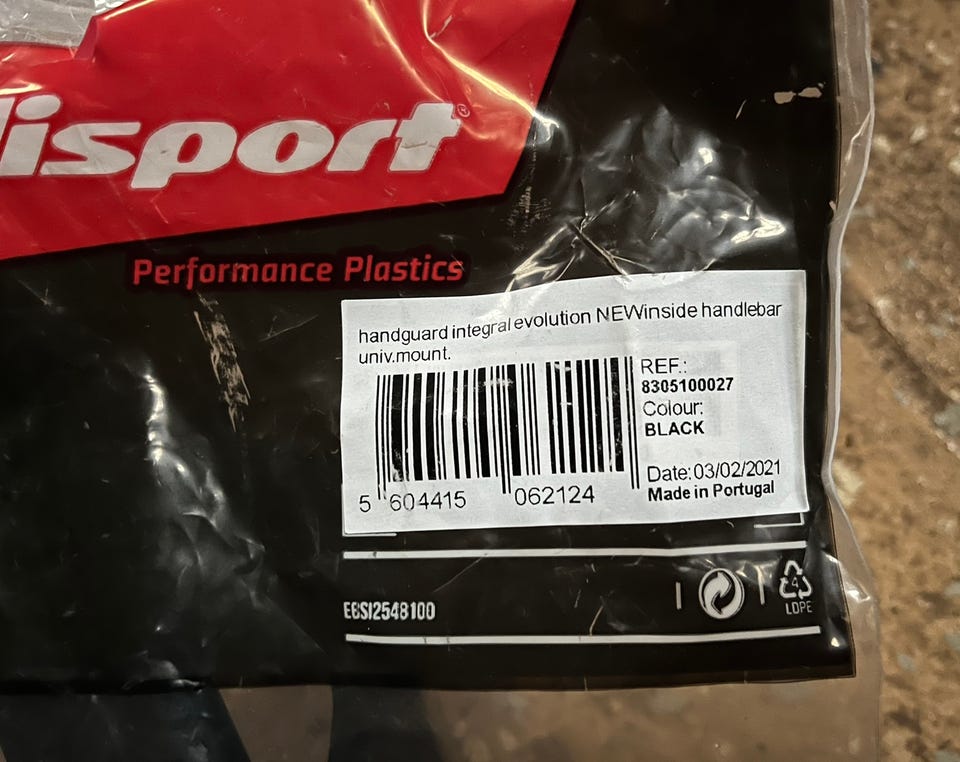 lisport®
Performance Plastics
handguard integral evolution NEWinside handlebar
univ.mount.
REF.:
8305100027
Colour:
BLACK
Date:03/02/2021
Made in Portugal
5 604415 062124
EBSI2548100
4
LDPE